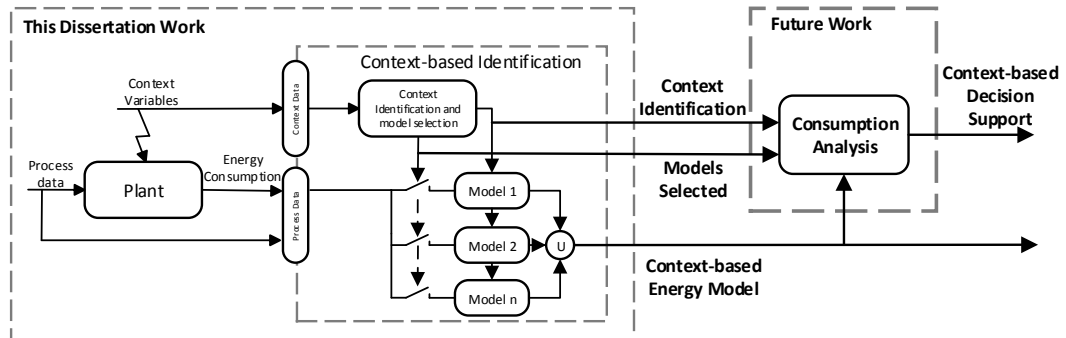 This Dissertation Work
Future Work
Context-based Identification
Context
Variables
Context Data
Context
Identification and
model selection
Context
Identification
Context-based
Decision
Support
Consumption
Analysis
Process
data
Plant
Energy
Consumption
Process Data
Models
Selected
Model 1
Model 2
U
Model n
Context-based
Energy Model